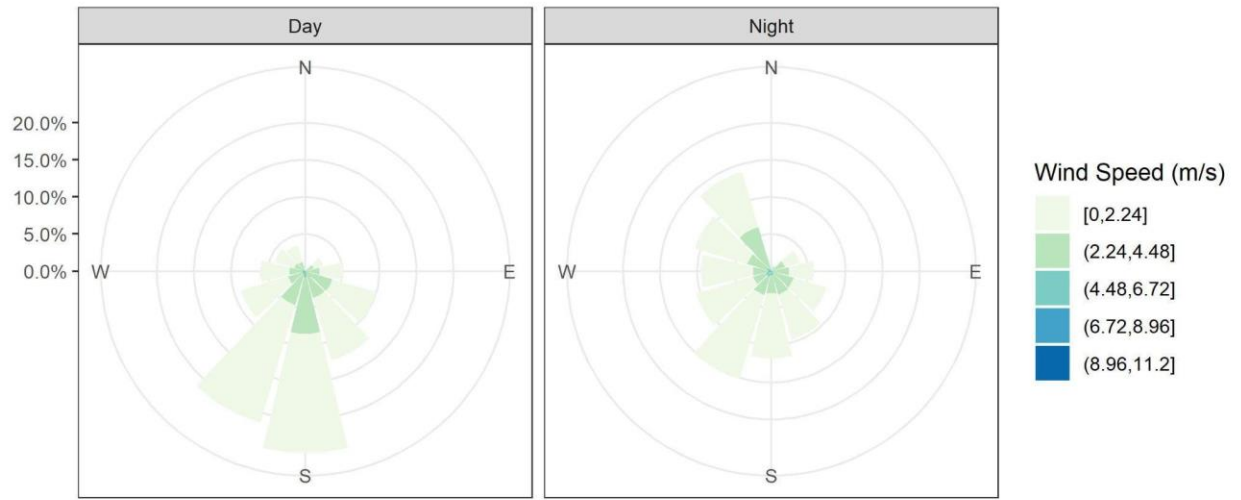 Day
Night
N
N
20.0%
15.0%
10.0%
5.0%
0.0%
W
E
W
E
S
S
Wind Speed (m/s)
[0,2.24]
(2.24,4.48]
(4.48,6.72]
(6.72,8.96]
(8.96,11.2]